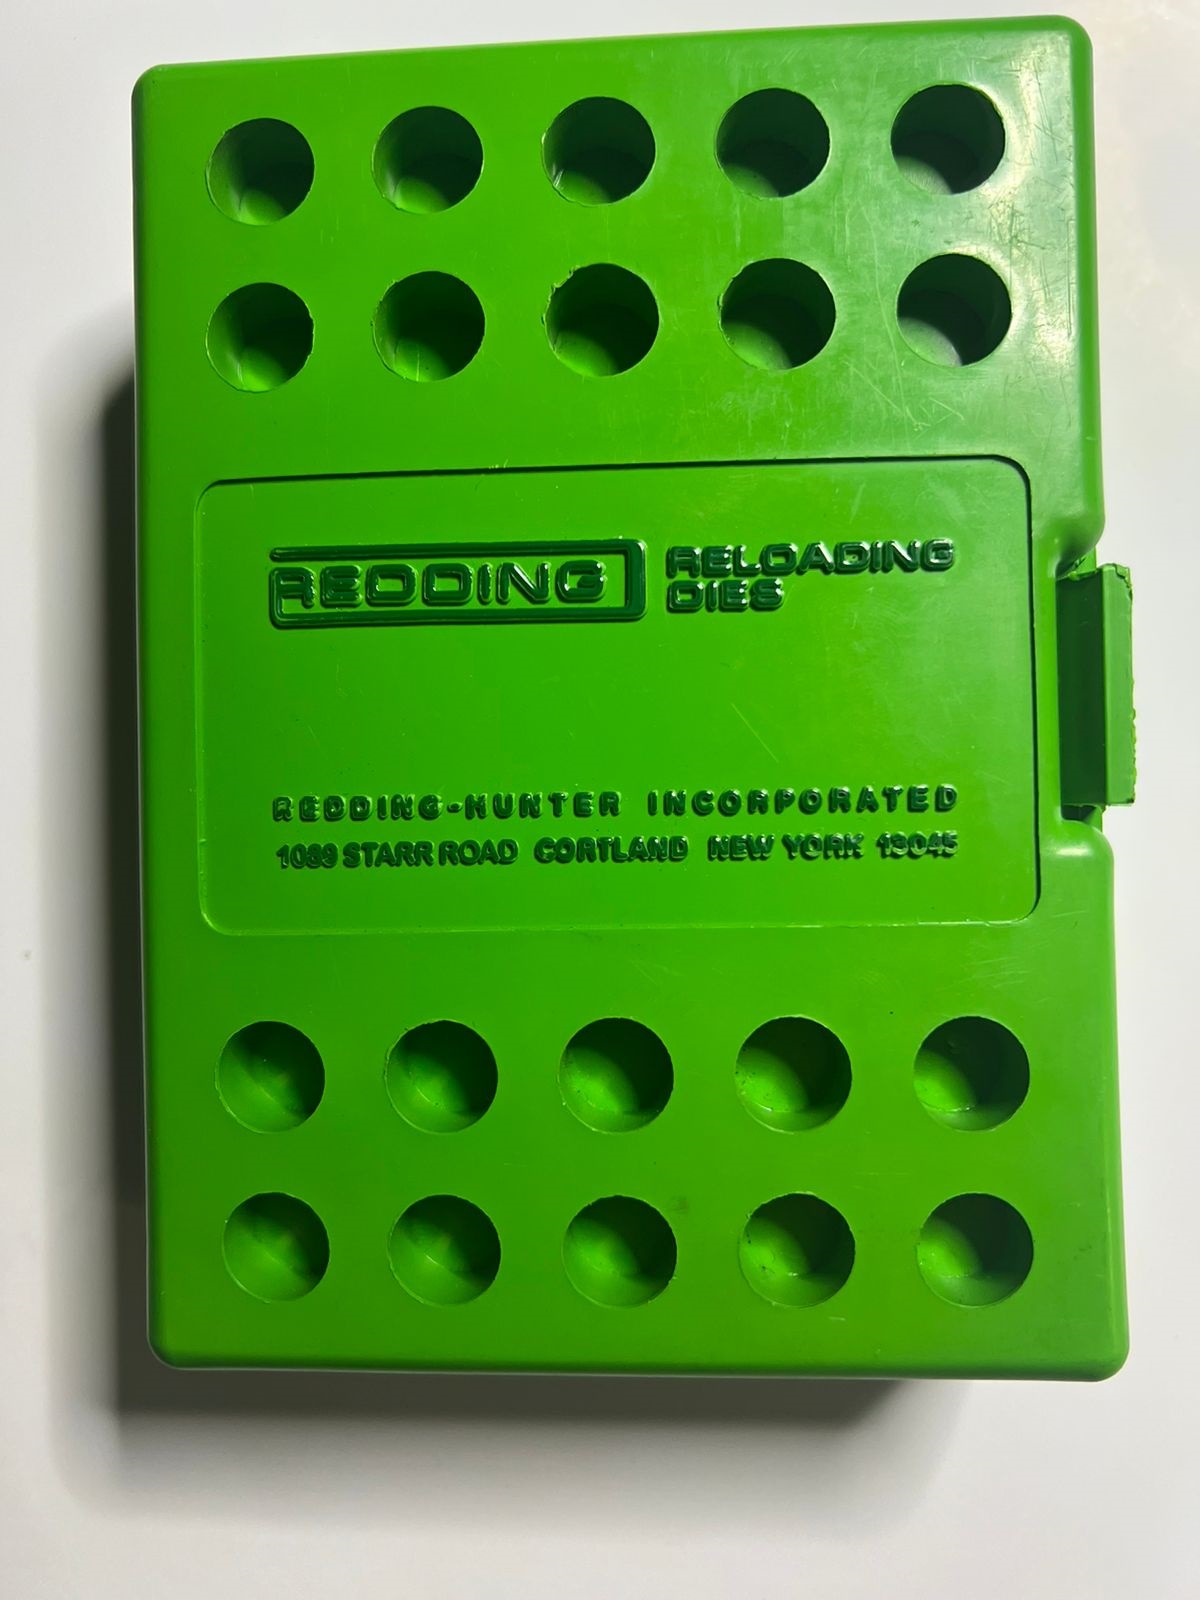 REDDING RELOADING
DIES
REDDING-HUNTER INCORPORATED
1089 STARR ROAD CORTLAND NEW YORK 13045